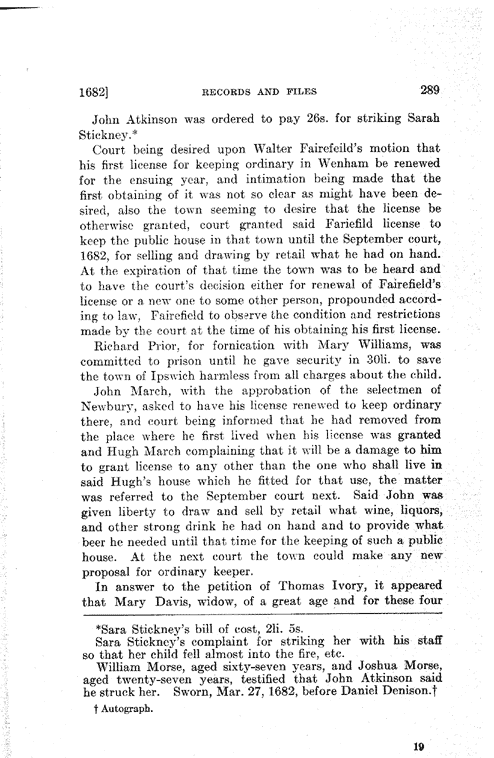 1682] RECORDS AND FILES 289
John Atkinson was ordered to pay 26s. for striking Sarah
Stickney.*
Court being desired upon Walter Fairefeild's motion that
his first license for keeping ordinary in Wenham be renewed
for the ensuing year, and intimation being made that the
first obtaining of it was not so clear as might have been de-
sired, also the town seeming to desire that the license be
otherwise granted, court granted said Fariefild license to
keep the public house in that town until the September court,
1682, for selling and drawing by retail what he had on hand.
At the expiration of that time the town was to be heard and
to have the court's decision either for renewal of Fairefield's
license or a new one to some other person, propounded accord-
ing to law, Fairefield to observe the condition and restrictions
made by the court at the time of his obtaining his first license.
Richard Prior, for fornication with Mary Williams, was
committed to prison until he gave security in 30li. to save
the town of Ipswich harmless from all charges about the child.
John March, with the approbation of the selectmen of
Newbury, asked to have his license renewed to keep ordinary
there, and court being informed that he had removed from
the place where he first lived when his license was granted
and Hugh March complaining that it will be a damage to him
to grant license to any other than the one who shall live in
said Hugh's house which he fitted for that use, the matter
was referred to the September court next. Said John was
given liberty to draw and sell by retail what wine, liquors,
and other strong drink he had on hand and to provide what
beer he needed until that time for the keeping of such a public
house. At the next court the town could make any new
proposal for ordinary keeper.
In answer to the petition of Thomas Ivory, it appeared
that Mary Davis, widow, of a great age and for these four
*Sara Stickney's bill of cost, 2li. 5s.
Sara Stickney's complaint for striking her with his staff
so that her child fell almost into the fire, etc.
William Morse, aged sixty-seven years, and Joshua Morse,
aged twenty-seven years, testified that John Atkinson said
he struck her. Sworn, Mar. 27, 1682, before Daniel Denison.†
† Autograph.
19